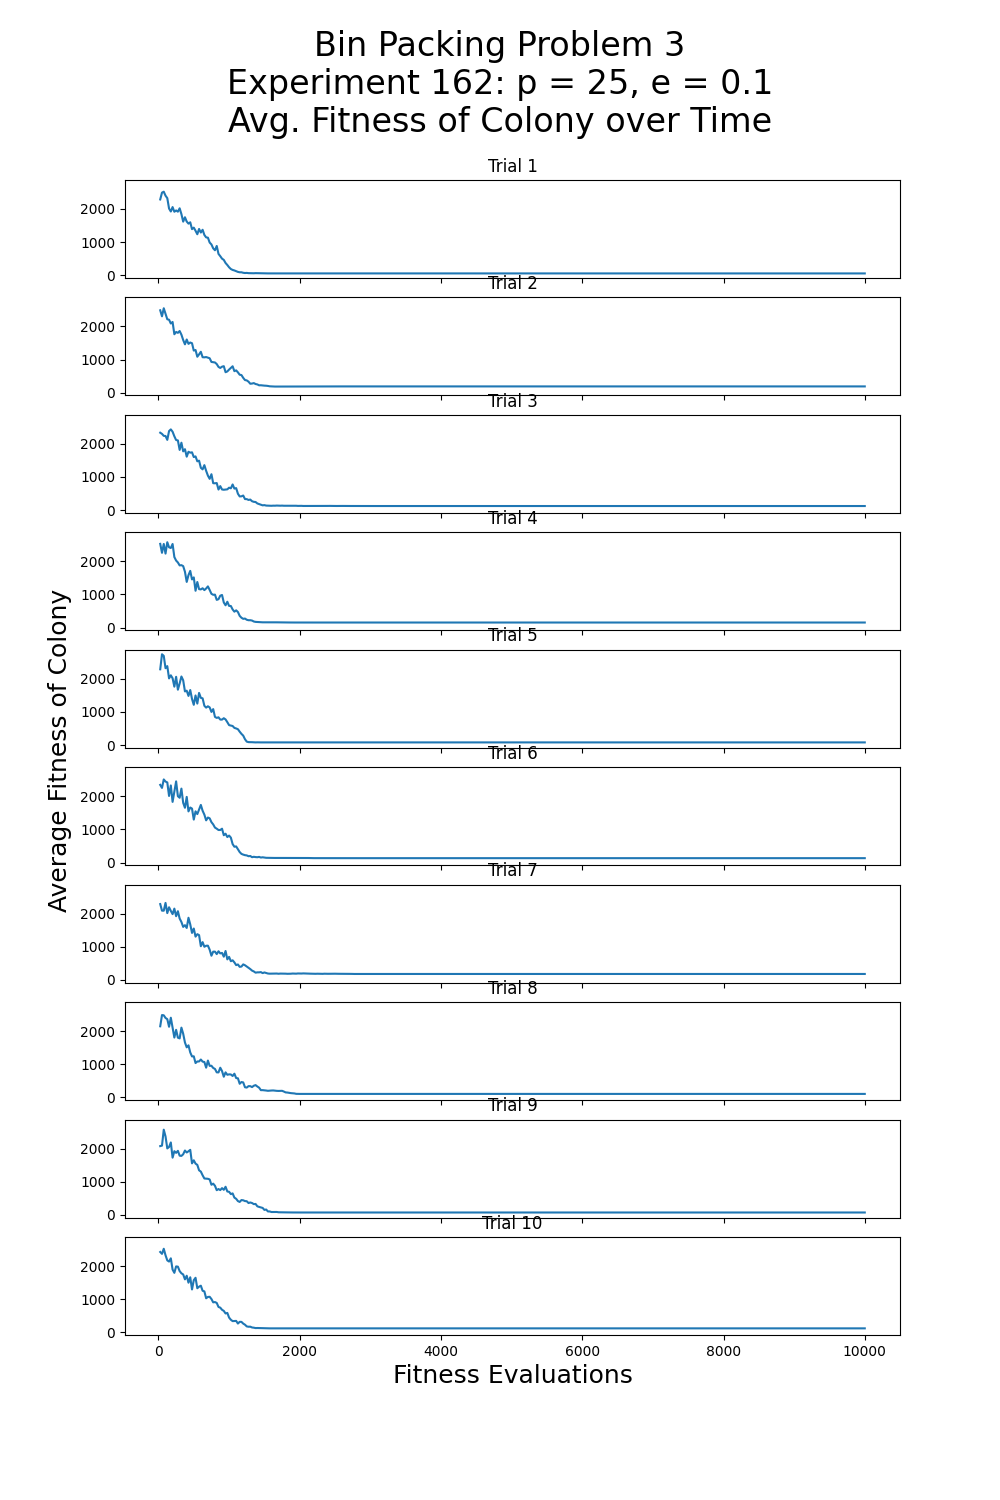 Bin Packing Problem 3
Experiment 162: p = 25, e = 0.1
Avg. Fitness of Colony over Time
Trial 1
2000
1000
0
Trial 2
2000
1000
0
Trial 3
2000
1000
0
Trial 4
2000
1000
0
Trial 5
2000
1000
0
Trial 6
2000
1000
0
Trial 7
2000
1000
0
Trial 8
2000
1000
0
Trial 9
2000
1000
0
Trial 10
2000
1000
0
0 2000 4000 6000 8000 10000
Fitness Evaluations
Average Fitness of Colony